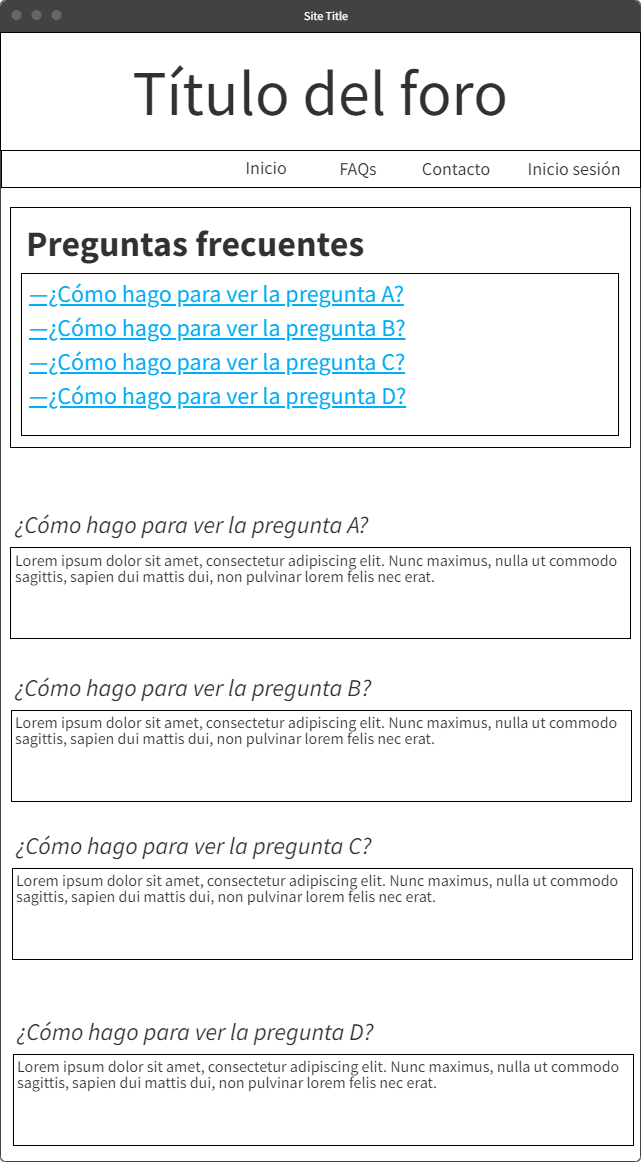 Site Title
Título del foro
Inicio FAQs Contacto Inicio sesión
Preguntas frecuentes
—¿Cómo hago para ver la pregunta A?
—¿Cómo hago para ver la pregunta B?
—¿Cómo hago para ver la pregunta C?
—¿Cómo hago para ver la pregunta D?
¿Cómo hago para ver la pregunta A?
Lorem ipsum dolor sit amet, consectetur adipiscing elit. Nunc maximus, nulla ut commodo
sagittis, sapien dui mattis dui, non pulvinar lorem felis nec erat.
¿Cómo hago para ver la pregunta B?
Lorem ipsum dolor sit amet, consectetur adipiscing elit. Nunc maximus, nulla ut commodo
sagittis, sapien dui mattis dui, non pulvinar lorem felis nec erat.
¿Cómo hago para ver la pregunta C?
Lorem ipsum dolor sit amet, consectetur adipiscing elit. Nunc maximus, nulla ut commodo
sagittis, sapien dui mattis dui, non pulvinar lorem felis nec erat.
¿Cómo hago para ver la pregunta D?
Lorem ipsum dolor sit amet, consectetur adipiscing elit. Nunc maximus, nulla ut commodo
sagittis, sapien dui mattis dui, non pulvinar lorem felis nec erat.